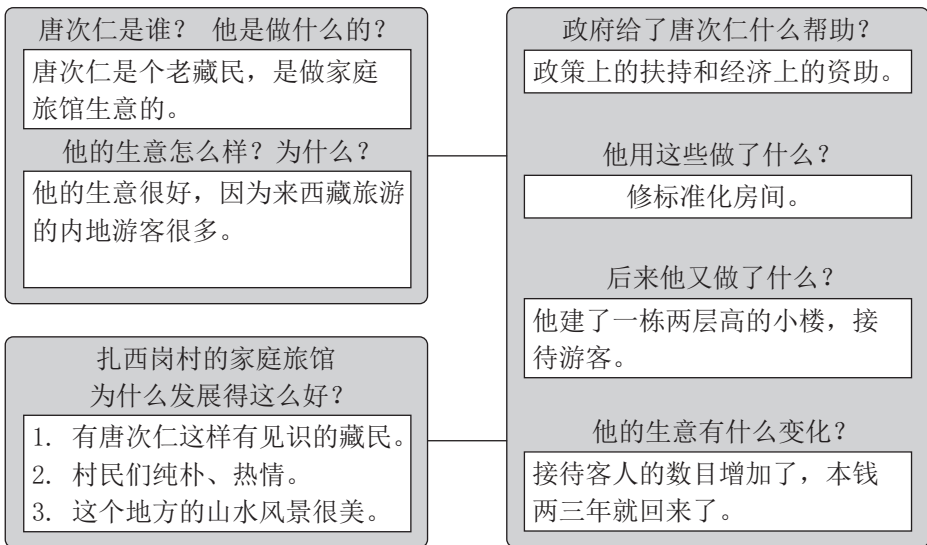 唐次仁是谁? 他是做什么的?
唐次仁是个老藏民，是做家庭
旅馆生意的。
他的生意怎么样? 为什么?
他的生意很好，因为来西藏旅游
的内地游客很多。
扎西岗村的家庭旅馆
为什么发展得这么好?
1. 有唐次仁这样有见识的藏民。
2. 村民们纯朴、热情。
3. 这个地方的山水风景很美。
政府给了唐次仁什么帮助?
政策上的扶持和经济上的资助。
他用这些做了什么?
修标准化房间。
后来他又做了什么?
他建了一栋两层高的小楼，接
待游客。
他的生意有什么变化?
接待客人的数目增加了，本钱
两三年就回来了。